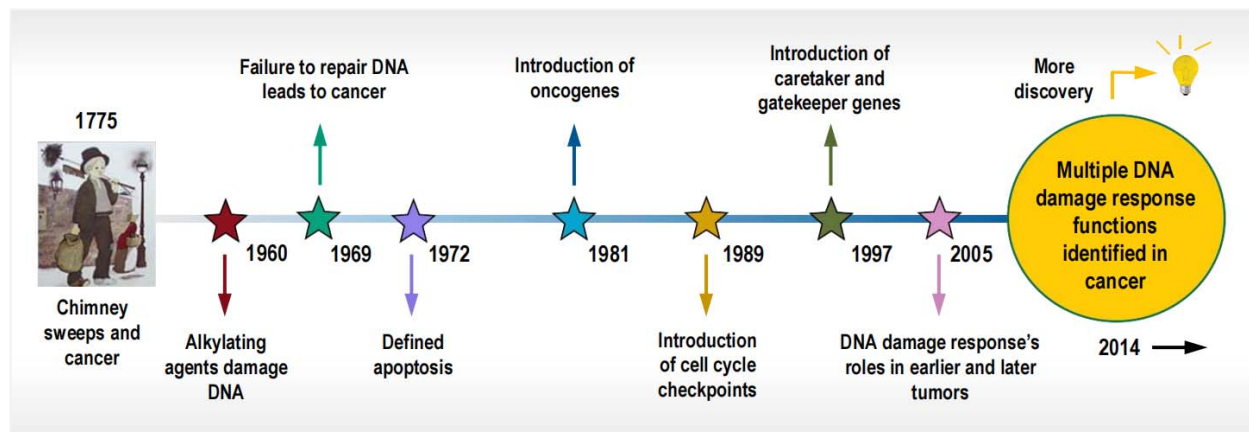 1775
Chimney
sweeps and
cancer
1960
Alkylating
agents damage
DNA
Failure to repair DNA
leads to cancer
1969
1972
Defined
apoptosis
Introduction of
oncogenes
1981
1989
Introduction
of cell cycle
checkpoints
Introduction of
caretaker and
gatekeeper genes
1997
2005
DNA damage response’s
roles in earlier and later
tumors
More
discovery
Multiple DNA
damage response
functions
identified in
cancer
2014